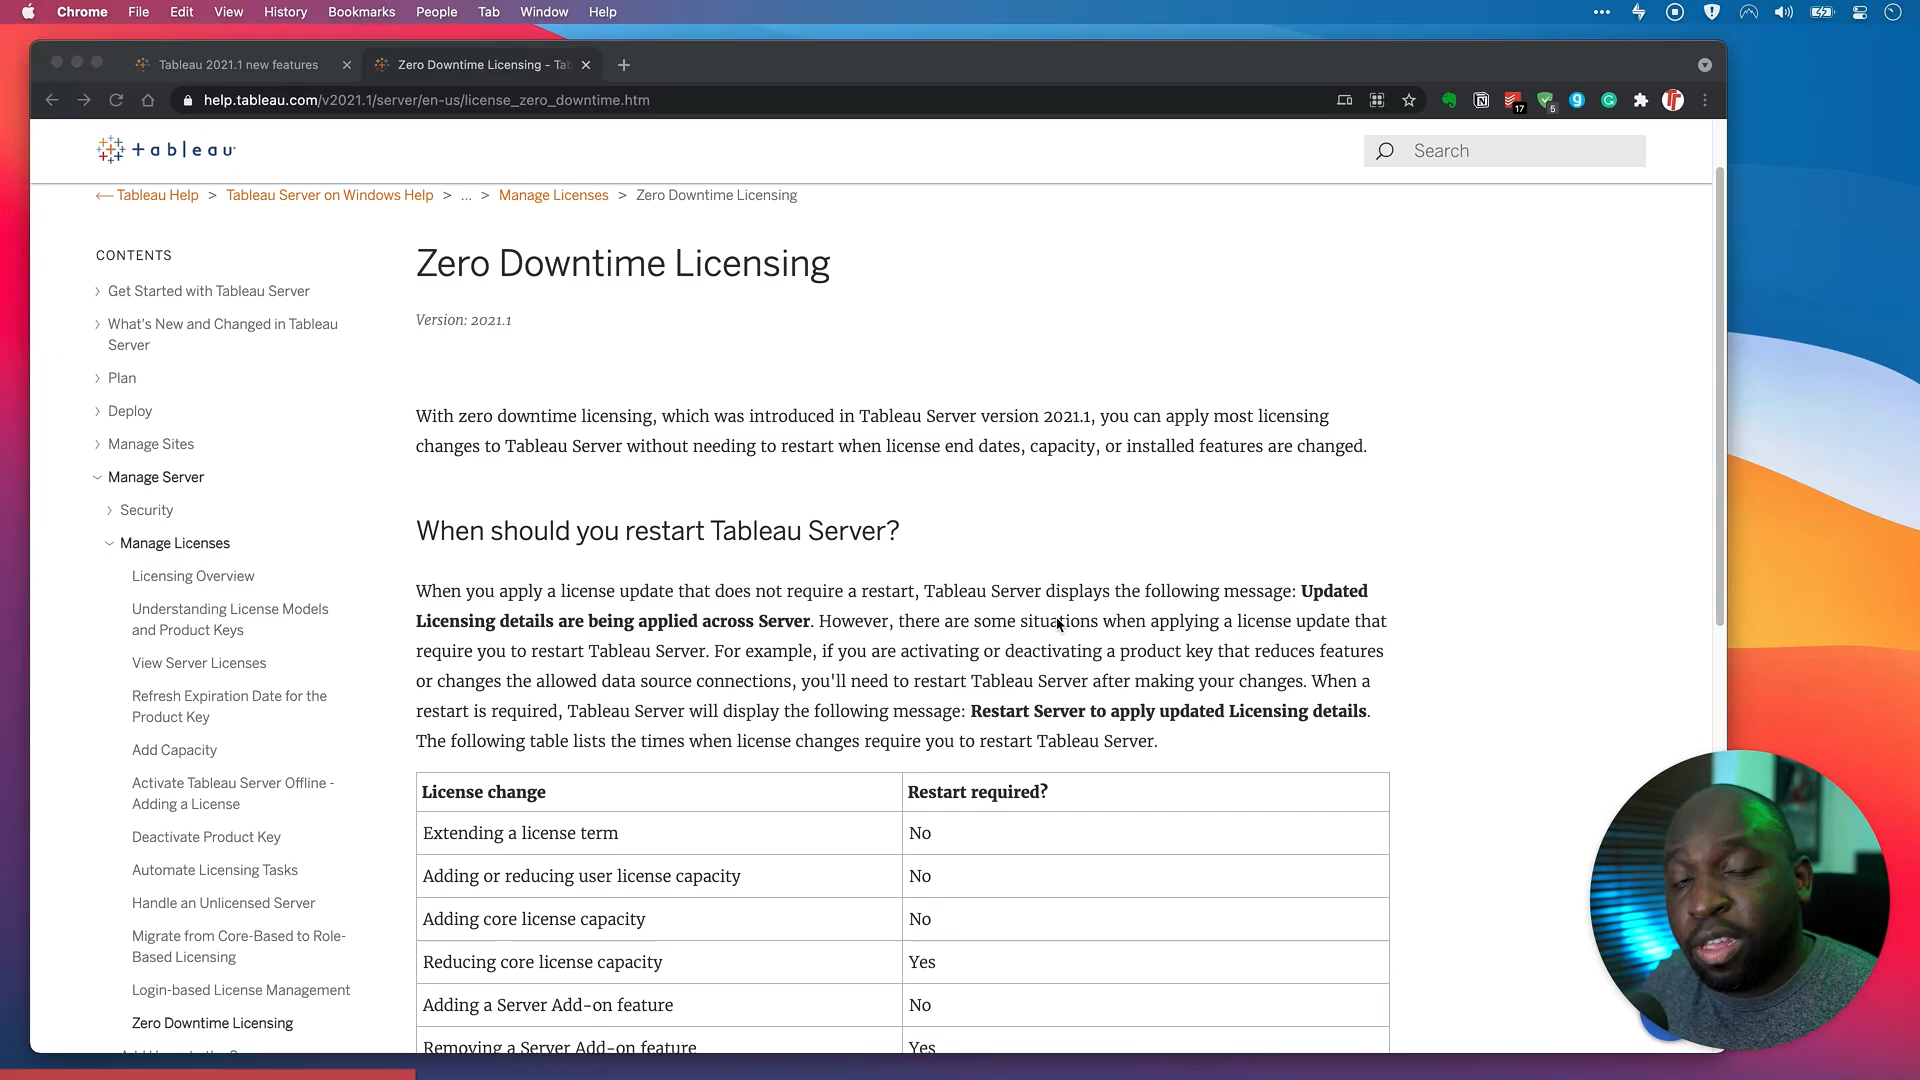 Chrome File Edit View History Bookmarks People Tab Window Help
Tableau 2021.1 new features
Zero Downtime Licensing - Tab
help.tableau.com/v2021.1/server/en-us/license_zero_downtime.htm
17
5
tableau
Search
Tableau Help > Tableau Server on Windows Help > ... > Manage Licenses > Zero Downtime Licensing
CONTENTS
Get Started with Tableau Server
What's New and Changed in Tableau
Server
Plan
Deploy
Manage Sites
Manage Server
Security
Manage Licenses
Licensing Overview
Understanding License Models
and Product Keys
View Server Licenses
Refresh Expiration Date for the
Product Key
Add Capacity
Activate Tableau Server Offline -
Adding a License
Deactivate Product Key
Automate Licensing Tasks
Handle an Unlicensed Server
Migrate from Core-Based to Role-
Based Licensing
Login-based License Management
Zero Downtime Licensing
Zero Downtime Licensing
Version: 2021.1
With zero downtime licensing, which was introduced in Tableau Server version 2021.1, you can apply most licensing
changes to Tableau Server without needing to restart when license end dates, capacity, or installed features are changed.
When should you restart Tableau Server?
When you apply a license update that does not require a restart, Tableau Server displays the following message: Updated
Licensing details are being applied across Server. However, there are some situations when applying a license update that
require you to restart Tableau Server. For example, if you are activating or deactivating a product key that reduces features
or changes the allowed data source connections, you'll need to restart Tableau Server after making your changes. When a
restart is required, Tableau Server will display the following message: Restart Server to apply updated Licensing details.
The following table lists the times when license changes require you to restart Tableau Server.
License change Restart required?
Extending a license term No
Adding or reducing user license capacity No
Adding core license capacity No
Reducing core license capacity Yes
Adding a Server Add-on feature No
Removing a Server Add-on feature Yes